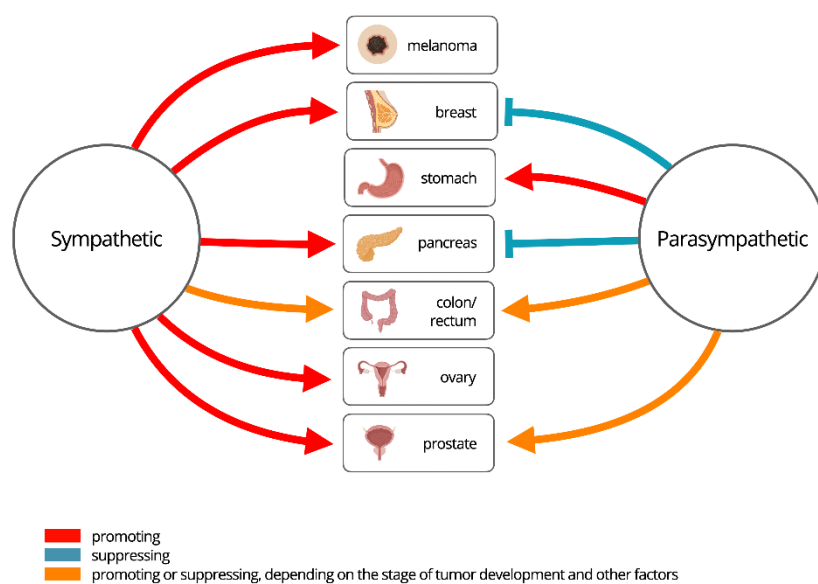 melanoma
breast
stomach
Sympathetic
pancreas
Parasympathetic
colon/
rectum
ovary
prostate
promoting
suppressing
promoting or suppressing, depending on the stage of tumor development and other factors